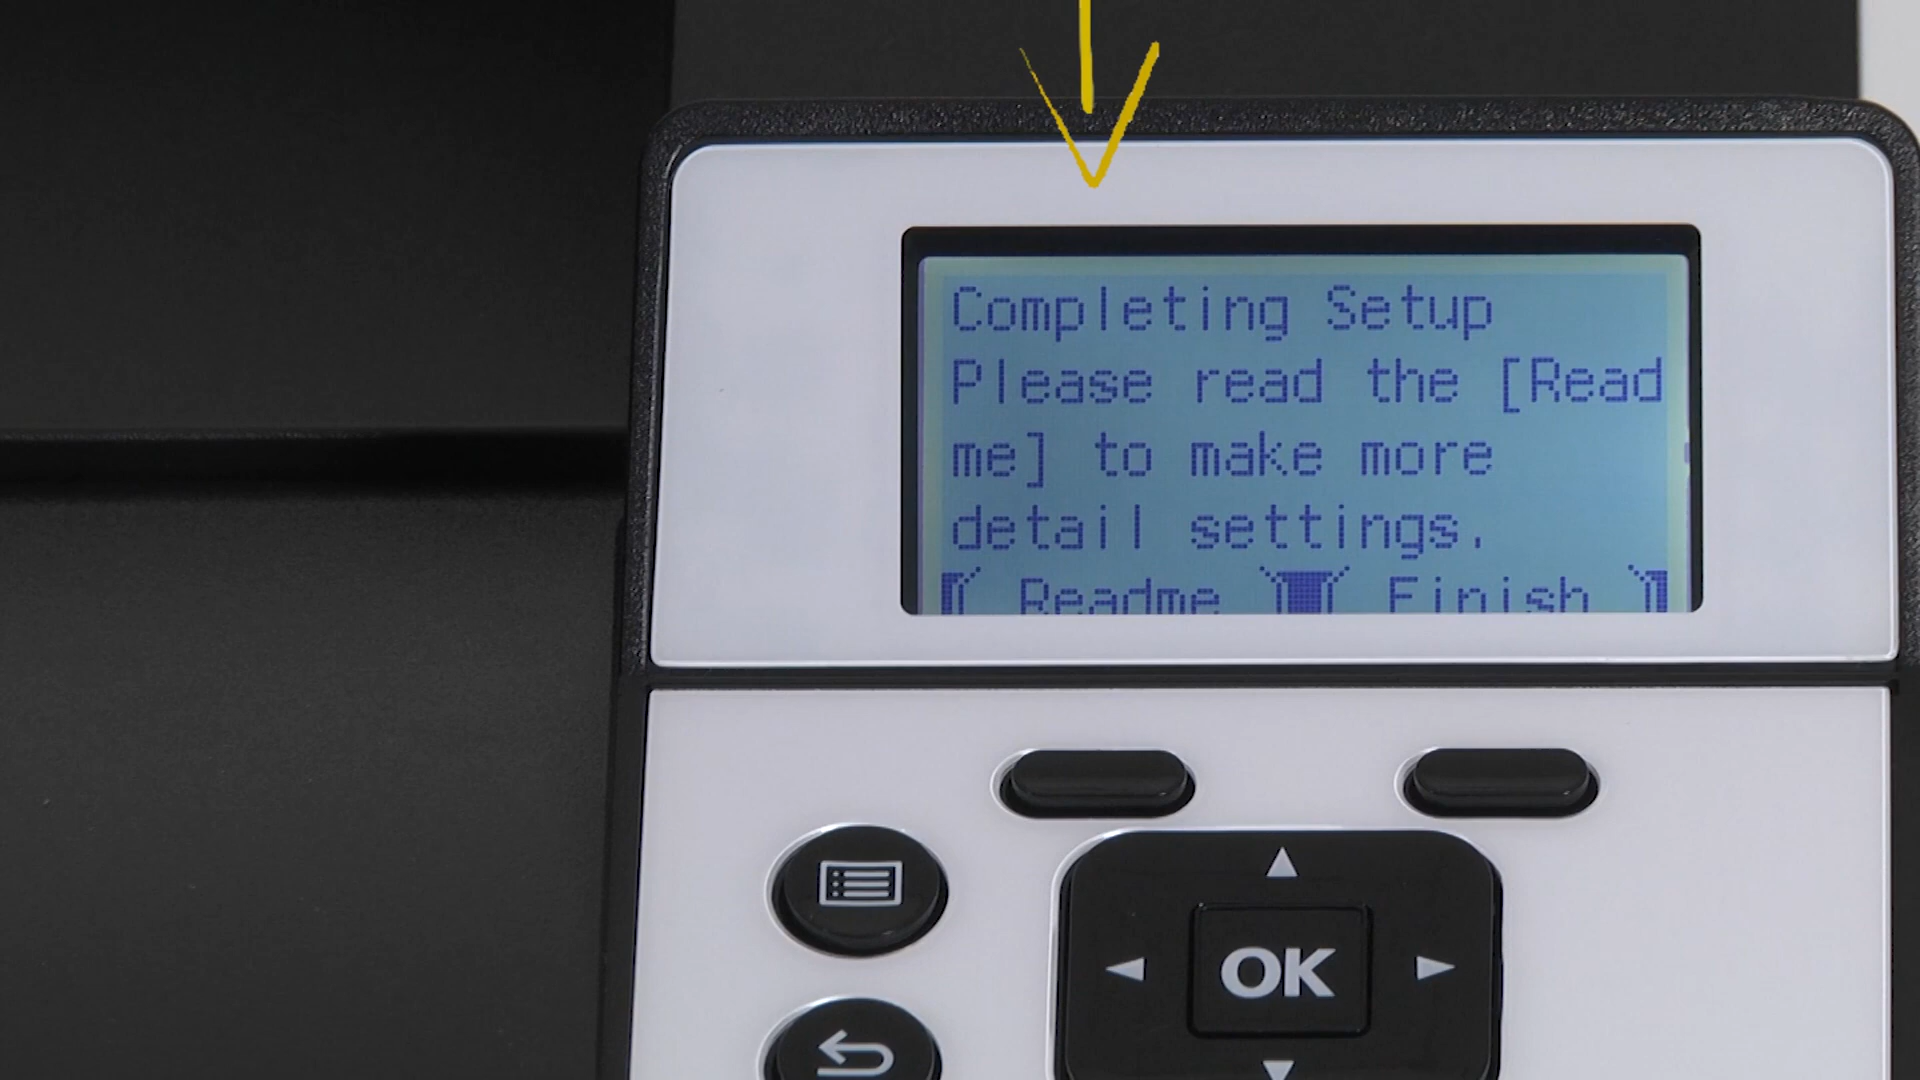 Completing Setup
Please read the [Read
me] to make more
detail settings.
Readme Finish
OK